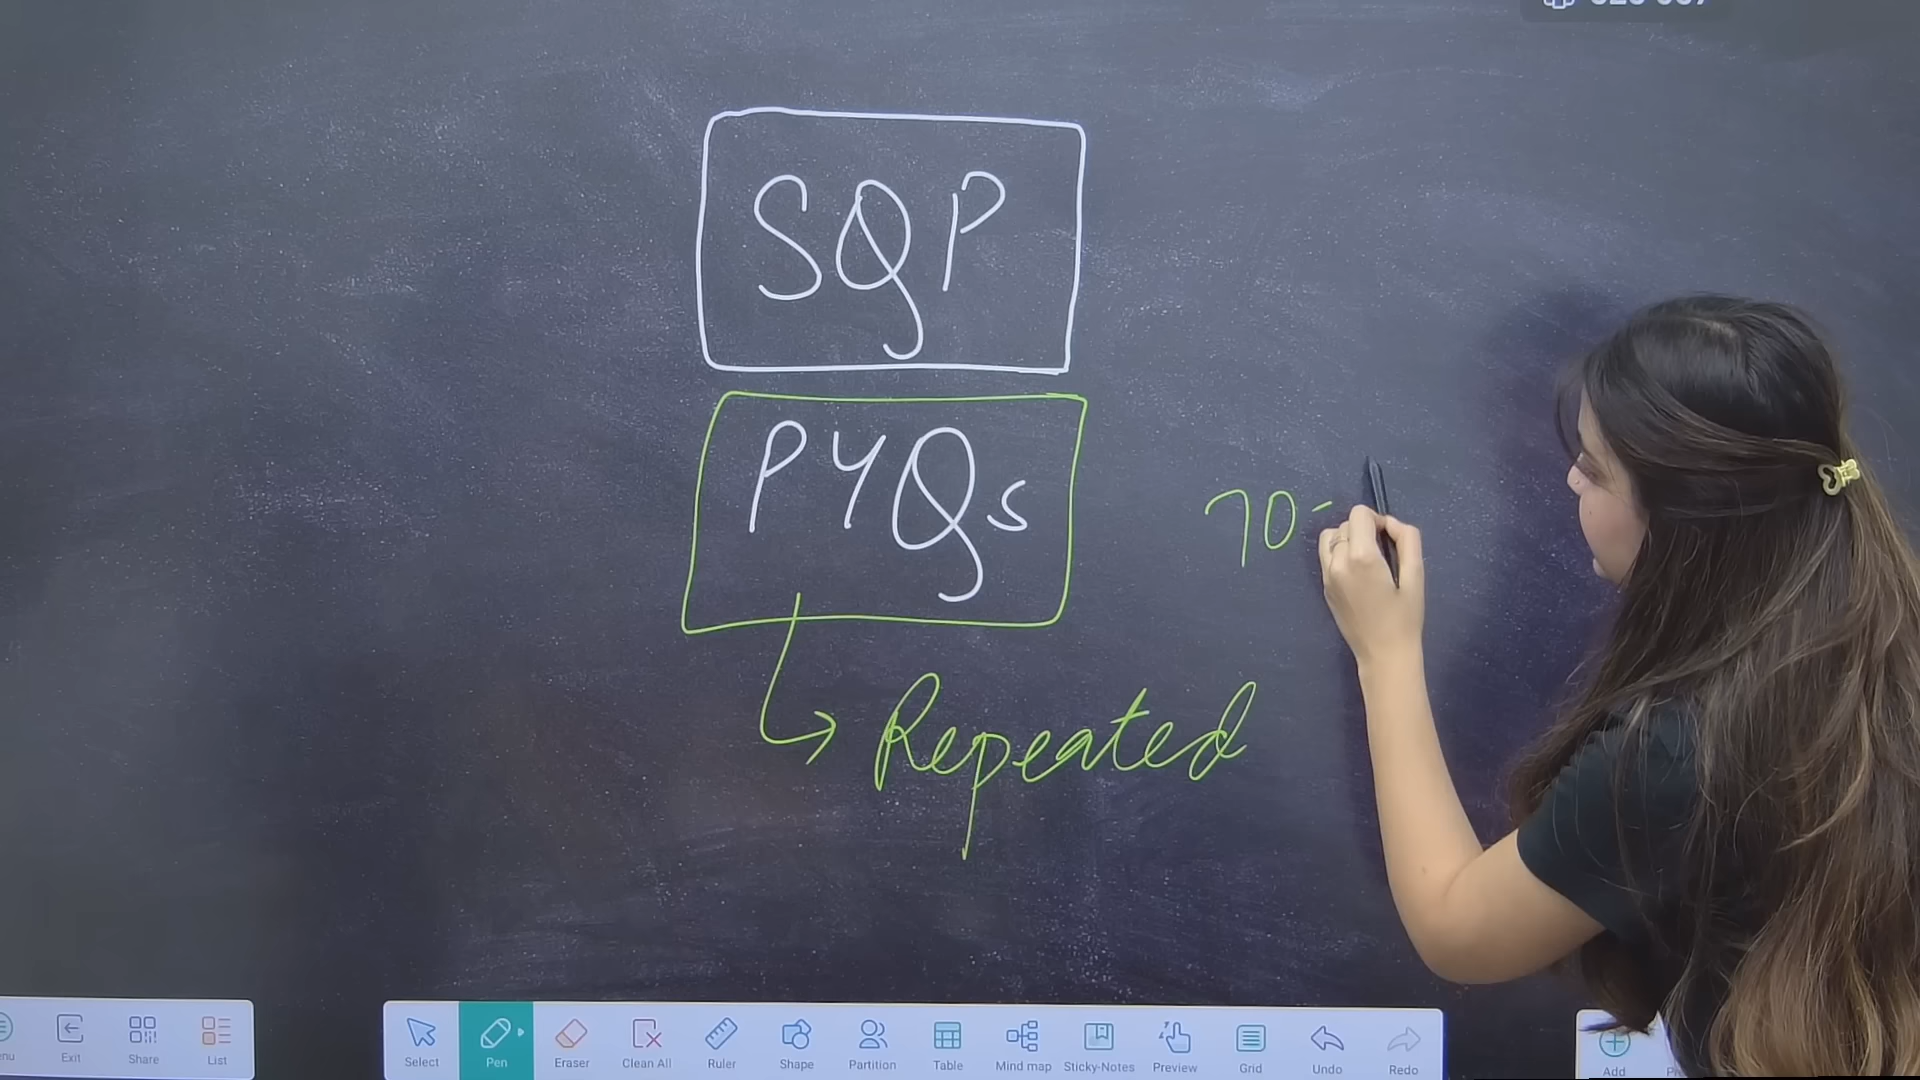 SQP
PYQs
70-
Repeated
Exit
Share
List
Select
Pen
Eraser
Clean All
Ruler
Shape
Partition
Table
Mind map
Sticky-Notes
Preview
Grid
Undo
Redo
Add